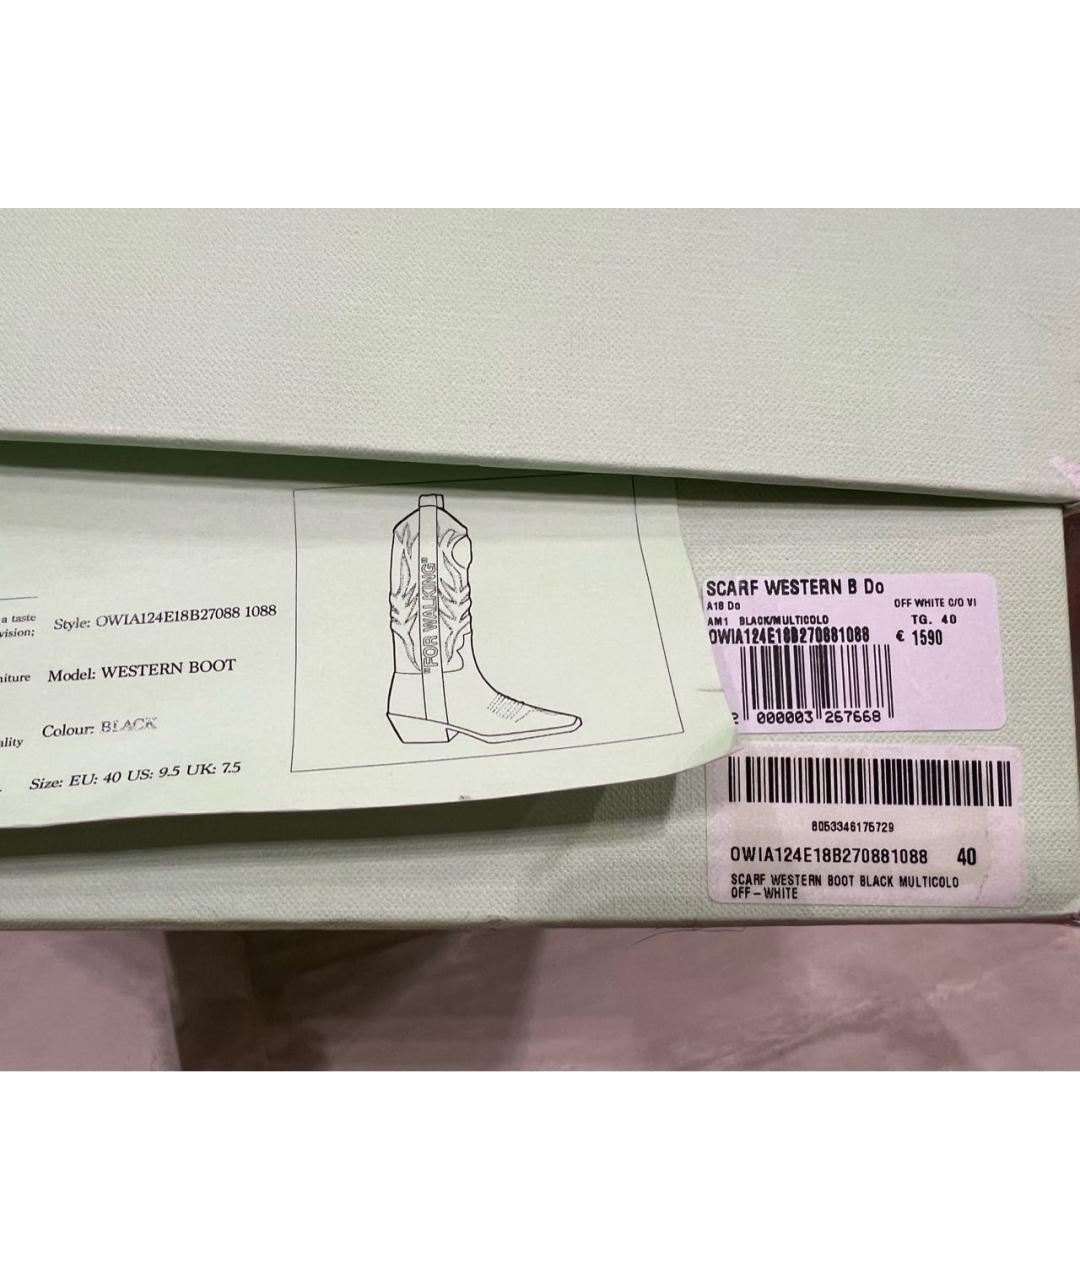 a taste
vision;
niture
ality
Style: OWIA124E18B27088 1088
Model: WESTERN BOOT
Colour: BLACK
Size: EU: 40 US: 9.5 UK: 7.5
"FOR WALKING"
SCARF WESTERN B Do
A18 Do OFF WHITE C/O VI
AM1 BLACK/MULTICOLO TG. 40
OWIA124E18B270881088 € 1590
2 000003 267668
8053346175729
OWIA124E18B270881088 40
SCARF WESTERN BOOT BLACK MULTICOLO
OFF-WHITE